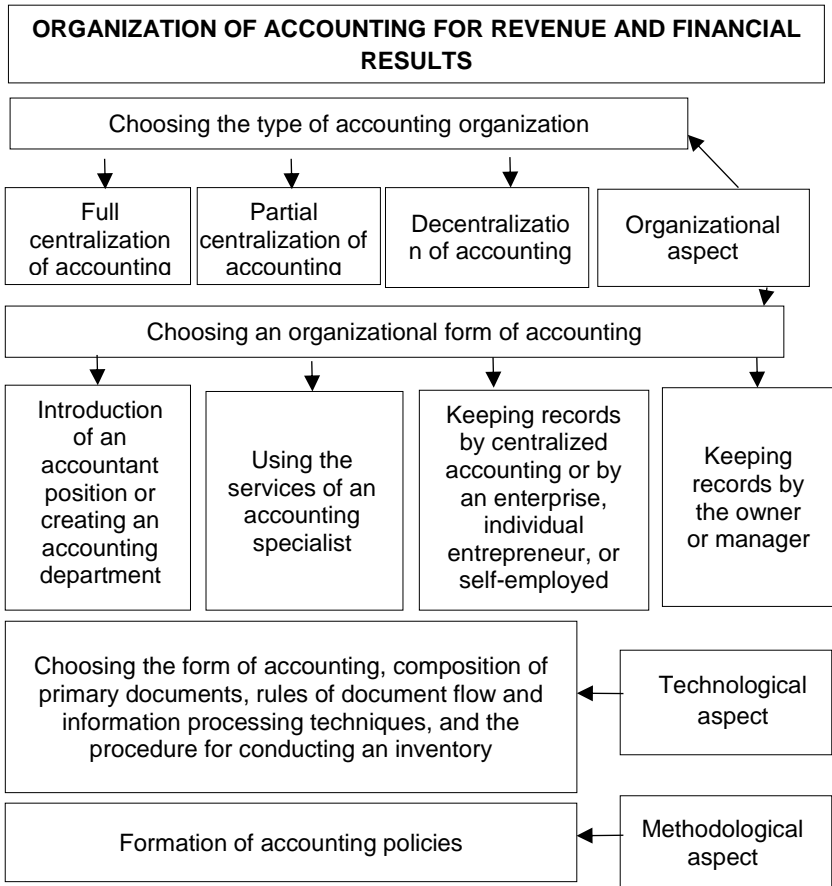 ORGANIZATION OF ACCOUNTING FOR REVENUE AND FINANCIAL
RESULTS
Choosing the type of accounting organization
Full
centralization
of accounting
Partial
centralization of
accounting
Decentralizatio
n of accounting
Organizational
aspect
Choosing an organizational form of accounting
Introduction
of an
accountant
position or
creating an
accounting
department
Using the
services of an
accounting
specialist
Keeping records
by centralized
accounting or by
an enterprise,
individual
entrepreneur, or
self-employed
Keeping
records by
the owner
or manager
Choosing the form of accounting, composition of
primary documents, rules of document flow and
information processing techniques, and the
procedure for conducting an inventory
Technological
aspect
Formation of accounting policies
Methodological
aspect